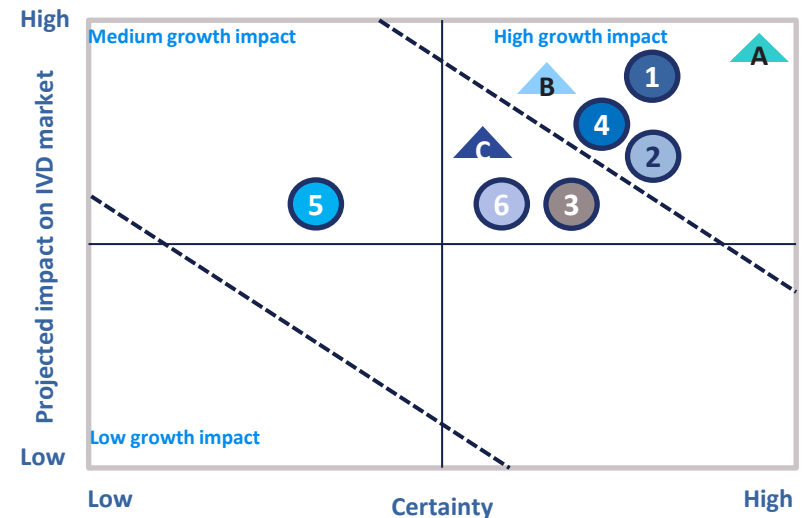 High
Medium growth impact
High growth impact
A
1
B
4
2
C
5
6
3
Projected impact on IVD market
Low growth impact
Low
Low
Certainty
High